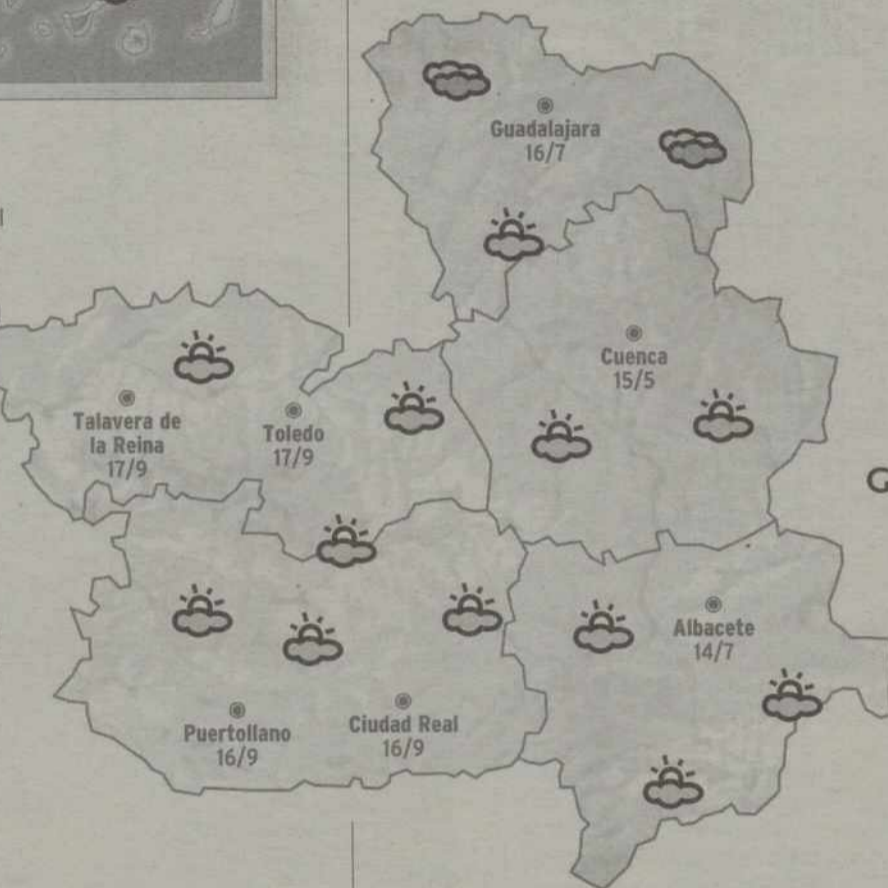 Guadalajara
16/7
Cuenca
15/5
Talavera de
la Reina
17/9
Toledo
17/9
Albacete
14/7
Puertollano
16/9
Ciudad Real
16/9